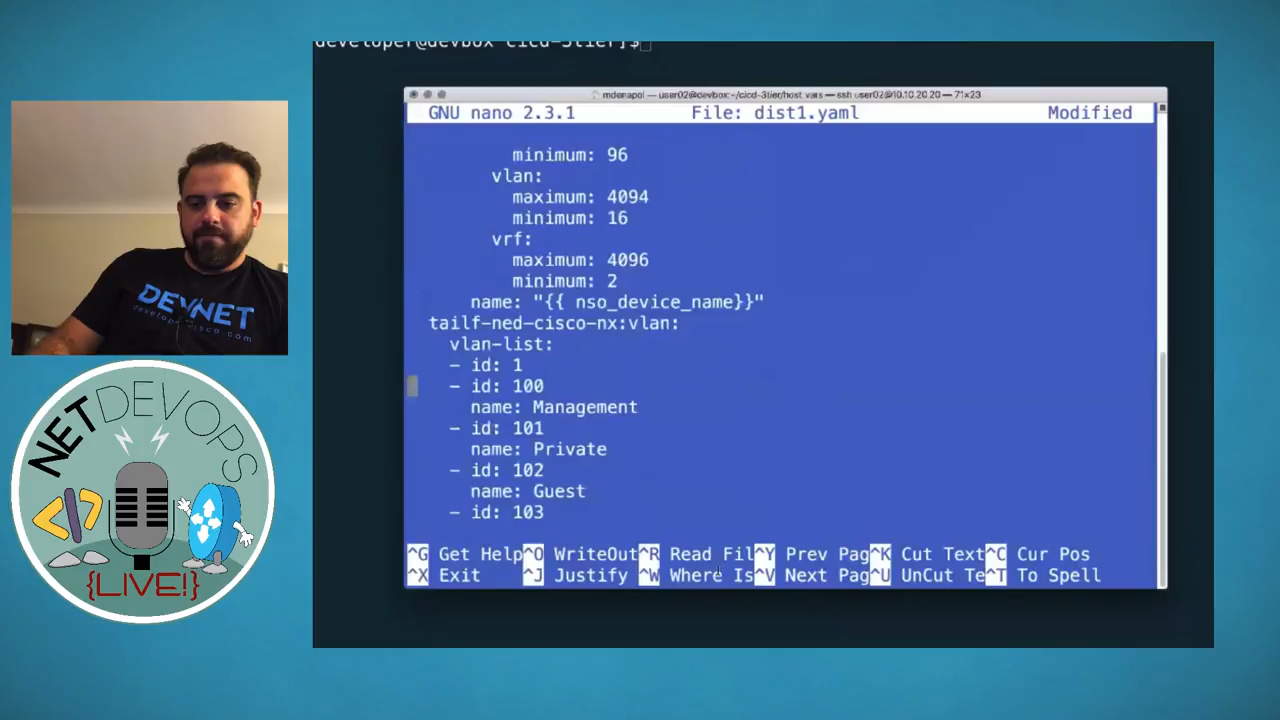 developer@devbox cicd-3tier]$
mdenapol — user02@devbox:~/cicd-3tier/host_vars — ssh user02@10.10.20.20 — 71×23
GNU nano 2.3.1 File: dist1.yaml Modified
minimum: 96
vlan:
maximum: 4094
minimum: 16
vrf:
maximum: 4096
minimum: 2
name: "{{ nso_device_name}}"
tailf-ned-cisco-nx:vlan:
vlan-list:
- id: 1
- id: 100
name: Management
- id: 101
name: Private
- id: 102
name: Guest
- id: 103
^G Get Help^O WriteOut^R Read Fil^Y Prev Pag^K Cut Text^C Cur Pos
^X Exit ^J Justify ^W Where Is^V Next Pag^U UnCut Te^T To Spell
DEVNET
developer.cisco.com
NETDEVOPS
{LIVE!}